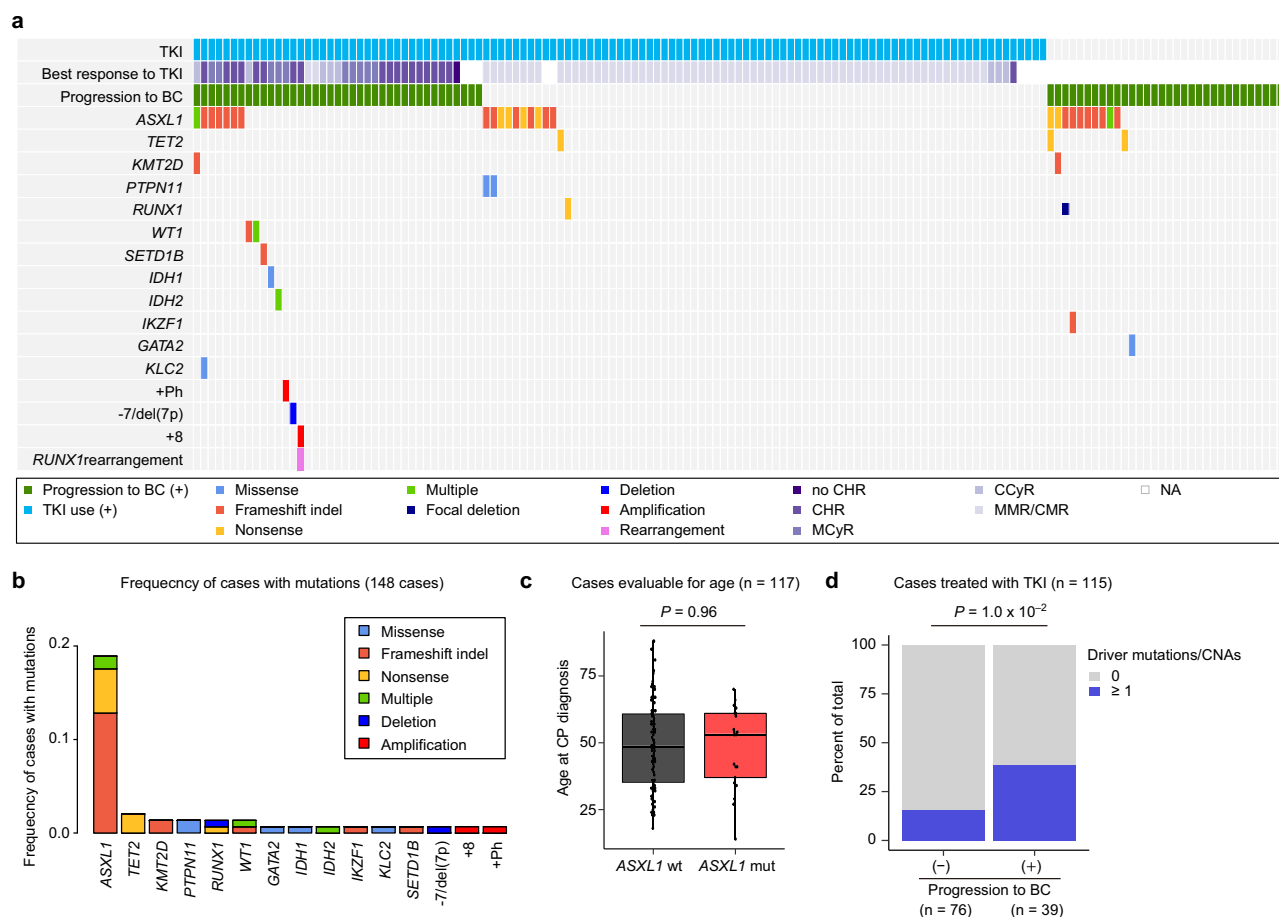 a
TKI
Best response to TKI
Progression to BC
ASXL1
TET2
KMT2D
PTPN11
RUNX1
WT1
SETD1B
IDH1
IDH2
IKZF1
GATA2
KLC2
+Ph
-7/del(7p)
+8
RUNX1rearrangement
Progression to BC (+) Missense Multiple Deletion no CHR CCyR NA
TKI use (+) Frameshift indel Focal deletion Amplification CHR MMR/CMR
Nonsense Rearrangement MCyR
b
Frequecncy of cases with mutations (148 cases)
Frequecncy of cases with mutations
0.2
0.1
0.0
Missense
Frameshift indel
Nonsense
Multiple
Deletion
Amplification
ASXL1 TET2 KMT2D PTPN11 RUNX1 WT1 GATA2 IDH1 IDH2 IKZF1 KLC2 SETD1B -7/del(7p) +8 +Ph
c
Cases evaluable for age (n = 117)
P = 0.96
Age at CP diagnosis
75
50
25
ASXL1 wt ASXL1 mut
d
Cases treated with TKI (n = 115)
P = 1.0 x 10⁻²
Percent of total
100
75
50
25
0
Driver mutations/CNAs
0
≥ 1
(−) (+)
Progression to BC
(n = 76) (n = 39)